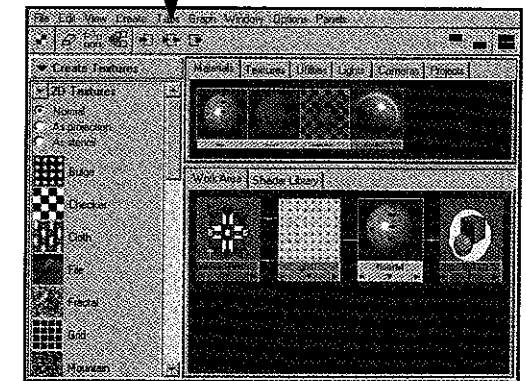 File Edit View Create Tabs Graph Window Options Panels
Create Textures
2D Textures
Normal
As projection
As stencil
Bulge
Checker
Cloth
File
Fractal
Grid
Mountain
Materials Textures Utilities Lights Cameras Projects
Work Area Shader Library